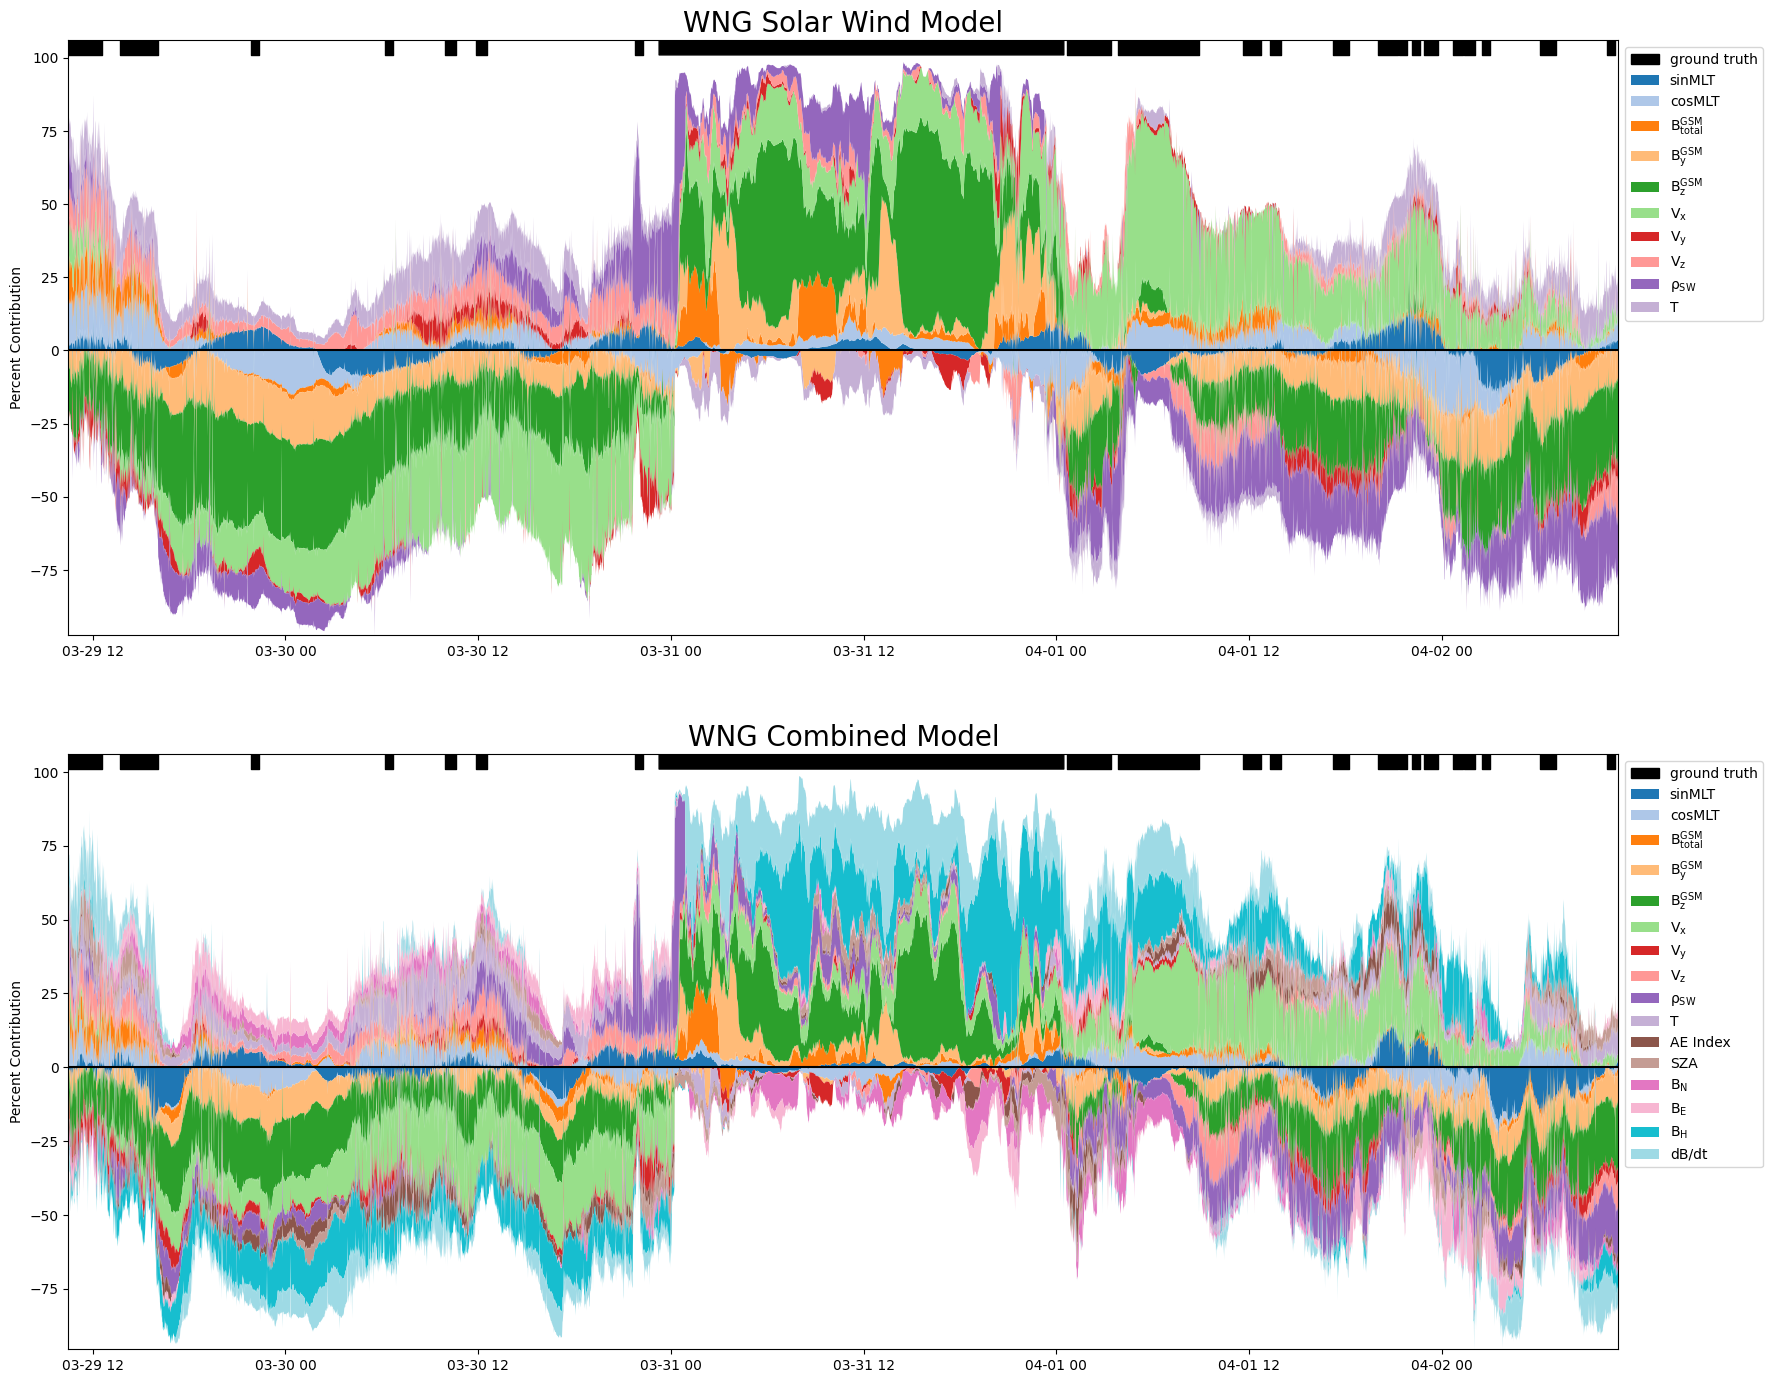 WNG Solar Wind Model
Percent Contribution
100
75
50
25
0
−25
−50
−75
03-29 12
03-30 00
03-30 12
03-31 00
03-31 12
04-01 00
04-01 12
04-02 00
ground truth
sinMLT
cosMLT
B_total^GSM
B_y^GSM
B_z^GSM
V_x
V_y
V_z
ρ_SW
T
WNG Combined Model
Percent Contribution
100
75
50
25
0
−25
−50
−75
03-29 12
03-30 00
03-30 12
03-31 00
03-31 12
04-01 00
04-01 12
04-02 00
ground truth
sinMLT
cosMLT
B_total^GSM
B_y^GSM
B_z^GSM
V_x
V_y
V_z
ρ_SW
T
AE Index
SZA
B_N
B_E
B_H
dB/dt